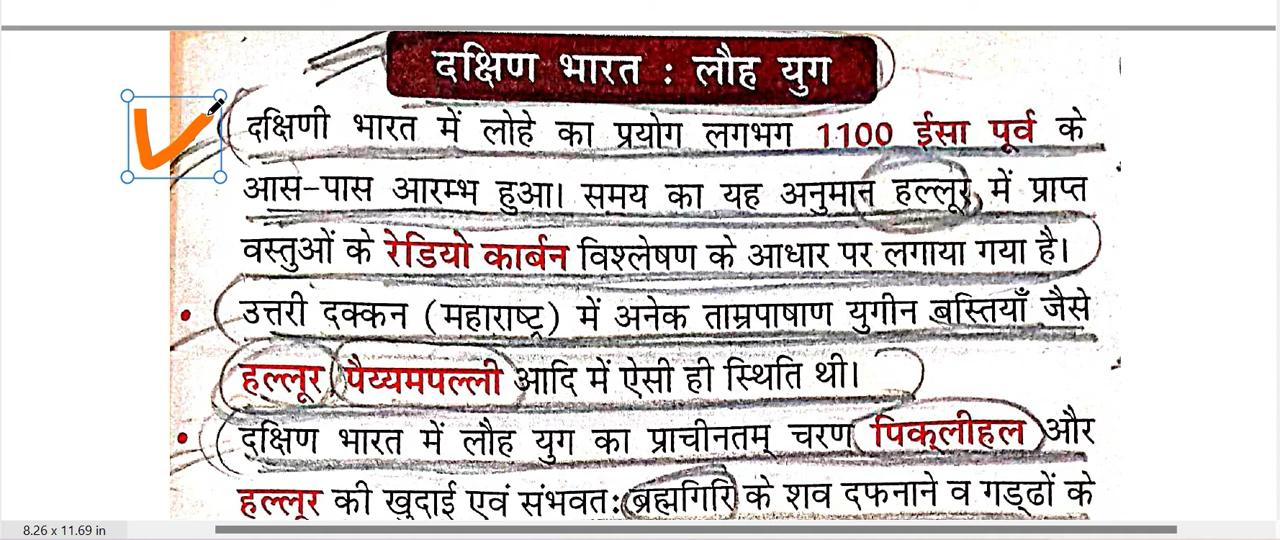 दक्षिण भारत : लौह युग
दक्षिणी भारत में लोहे का प्रयोग लगभग 1100 ईसा पूर्व के
आस-पास आरम्भ हुआ। समय का यह अनुमान हल्लूर, में प्राप्त
वस्तुओं के रेडियो कार्बन विश्लेषण के आधार पर लगाया गया है।
• उत्तरी दक्कन (महाराष्ट्र) में अनेक ताम्रपाषाण युगीन बस्तियाँ जैसे
हल्लूर, पैय्यमपल्ली आदि में ऐसी ही स्थिति थी।
• दक्षिण भारत में लौह युग का प्राचीनतम् चरण पिक्लीहल और
हल्लूर की खुदाई एवं संभवत: ब्रह्मगिरि के शव दफनाने व गड्ढों के
8.26 x 11.69 in